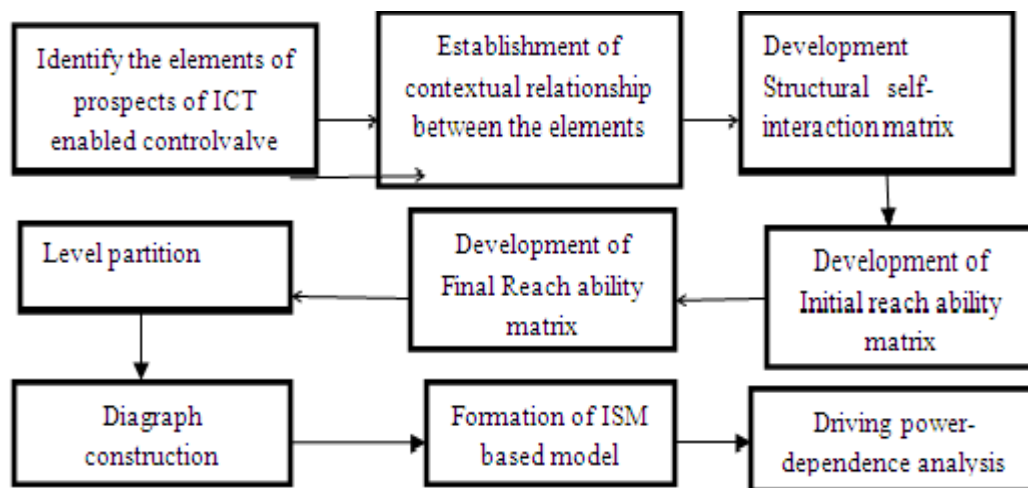 Identify the elements of
prospects of ICT
enabled controlvalve
Establishment of
contextual relationship
between the elements
Development
Structural self-
interaction matrix
Development of
Initial reach ability
matrix
Development of
Final Reach ability
matrix
Level partition
Diagraph
construction
Formation of ISM
based model
Driving power-
dependence analysis